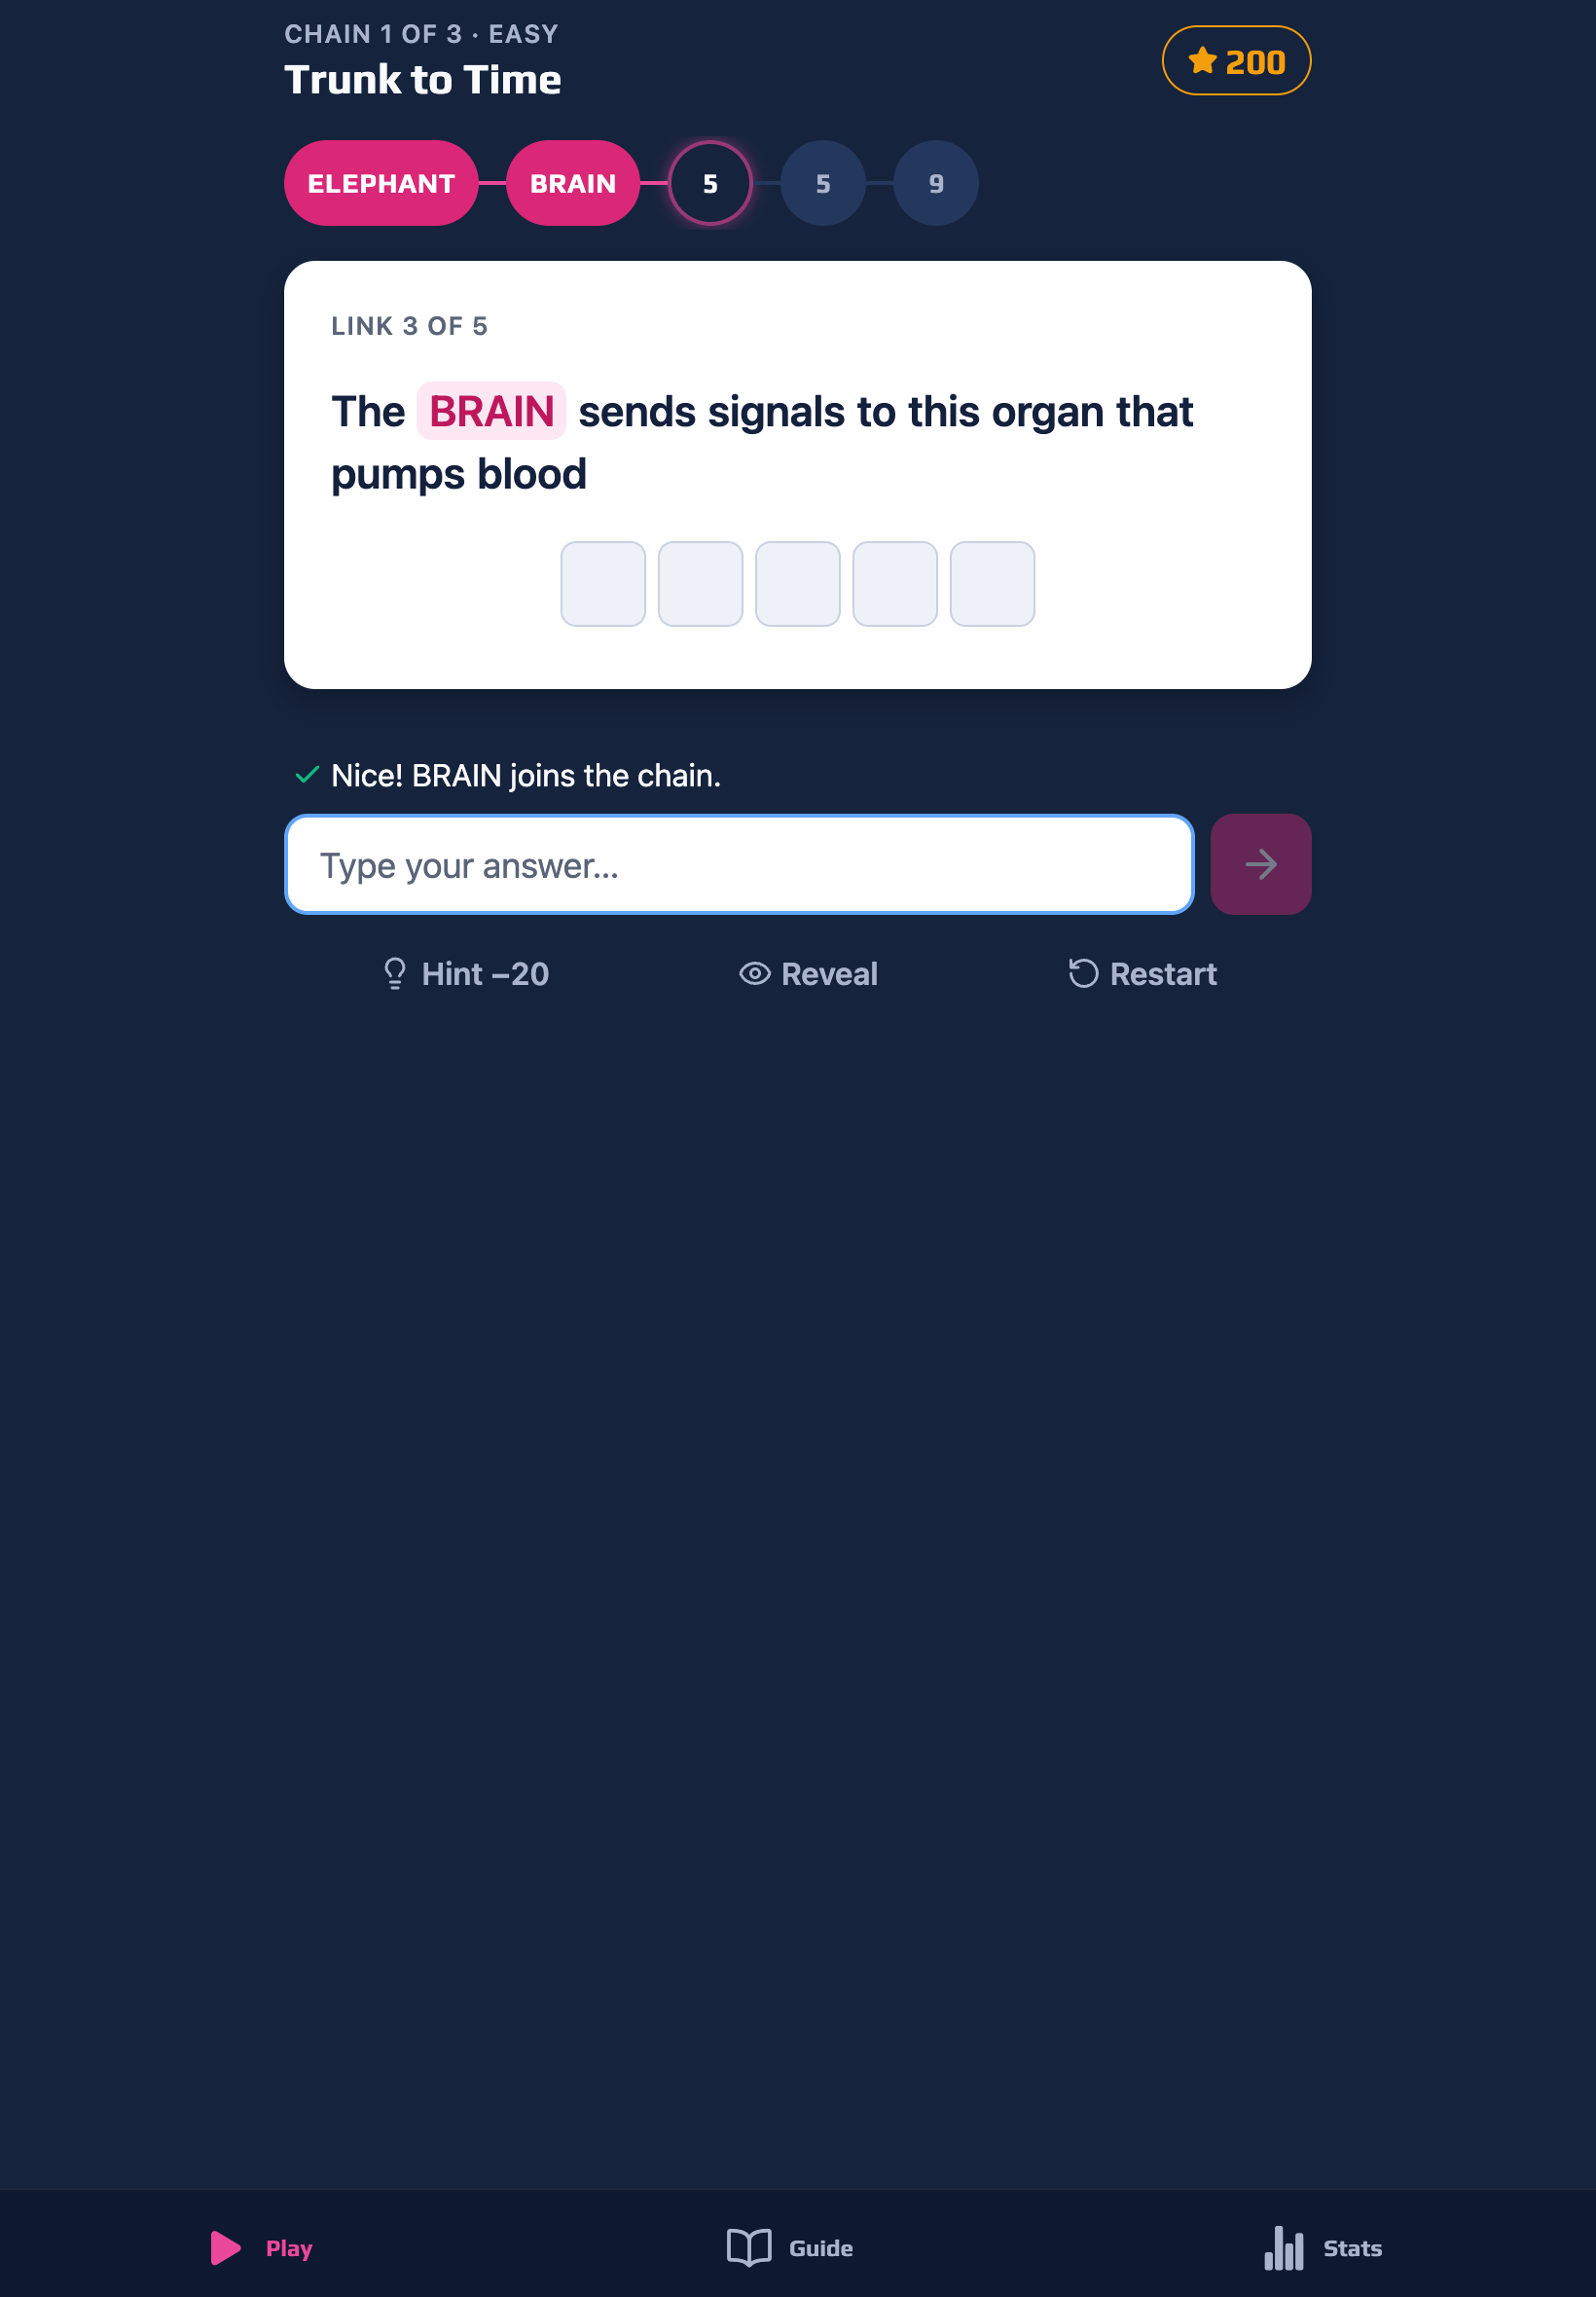 CHAIN 1 OF 3 · EASY
Trunk to Time
200
ELEPHANT
BRAIN
5
5
9
LINK 3 OF 5
The BRAIN sends signals to this organ that
pumps blood
Nice! BRAIN joins the chain.
Type your answer...
Hint –20
Reveal
Restart
Play
Guide
Stats